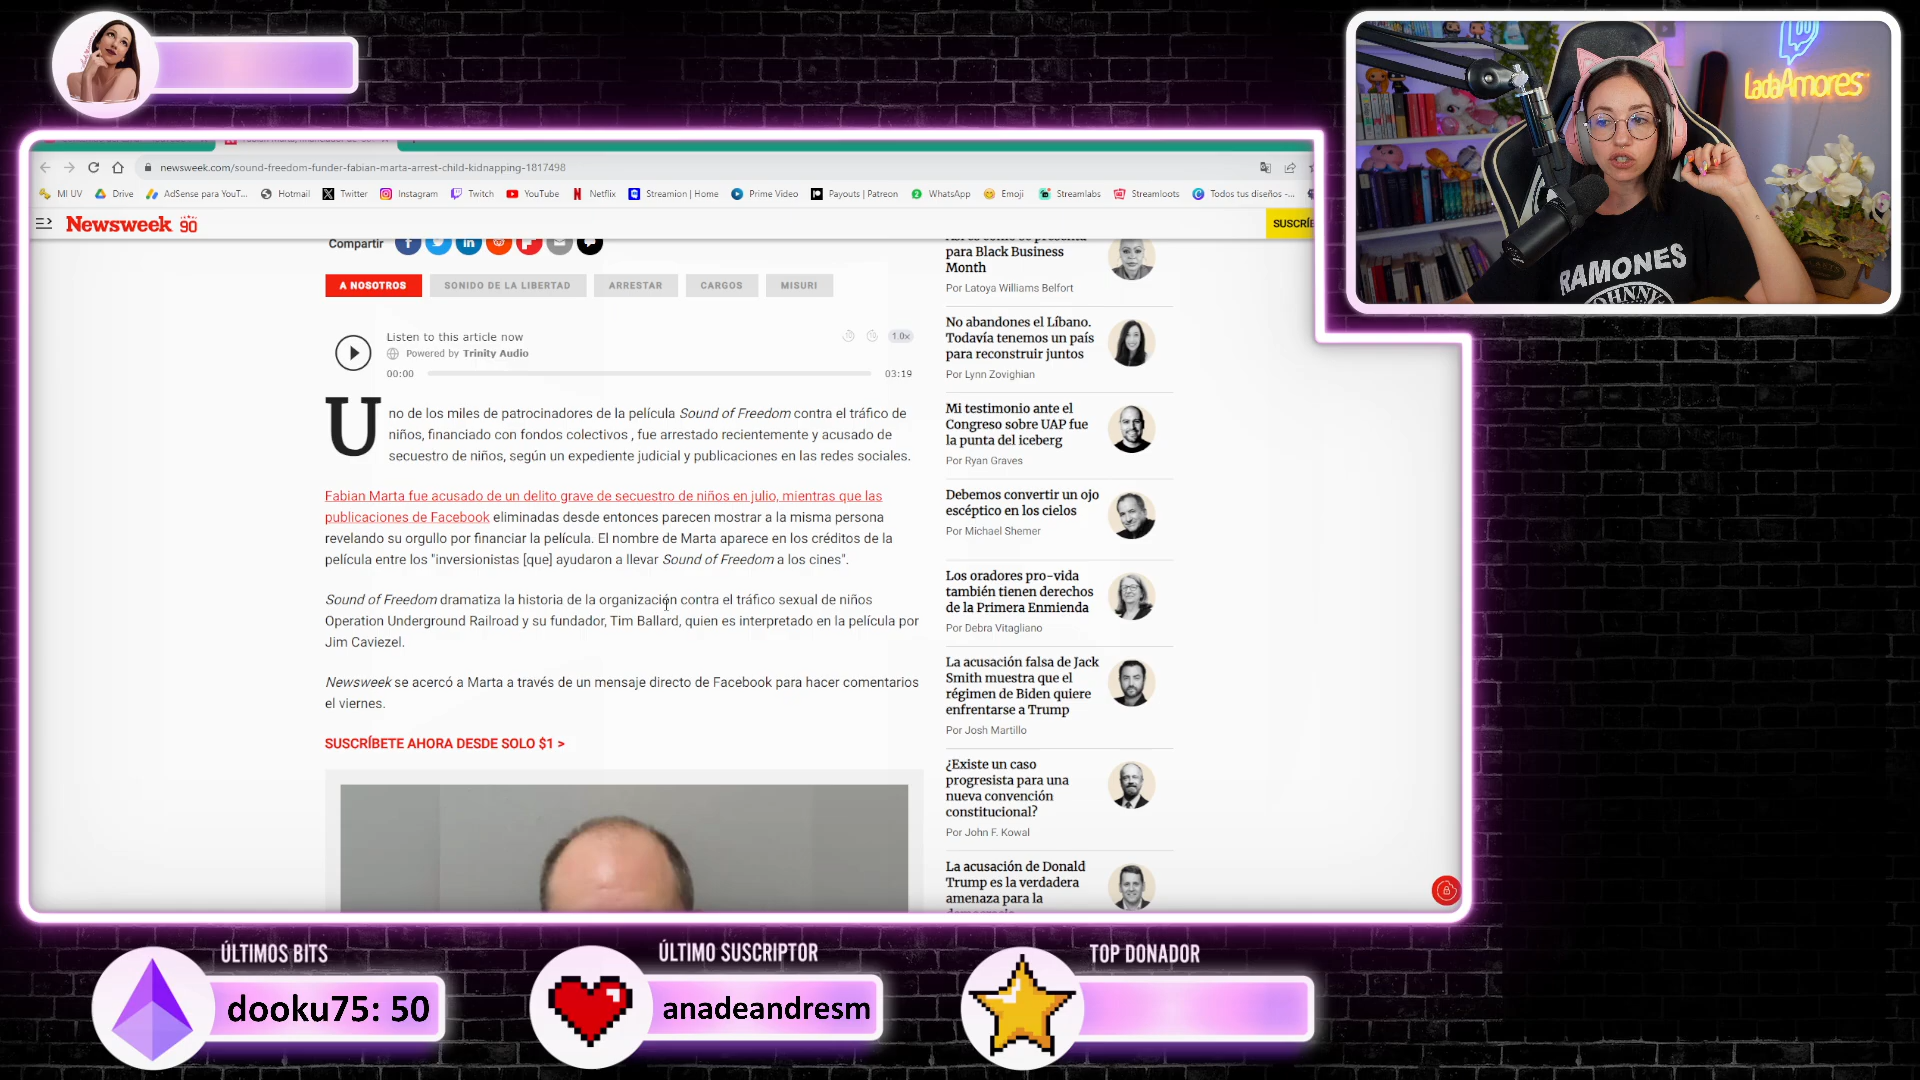 LadaAmores
RAMONES
JOHNNY
newsweek.com/sound-freedom-funder-fabian-marta-arrest-child-kidnapping-1817498
MI UV
Drive
AdSense para YouT...
Hotmail
Twitter
Instagram
Twitch
YouTube
Netflix
Streamion | Home
Prime Video
Payouts | Patreon
WhatsApp
Emoji
Streamlabs
Streamloots
Todos tus diseños -...
Newsweek 90
SUSCRÍB
Compartir
A NOSOTROS
SONIDO DE LA LIBERTAD
ARRESTAR
CARGOS
MISURI
Listen to this article now
Powered by Trinity Audio
1.0x
00:00
03:19
Uno de los miles de patrocinadores de la película Sound of Freedom contra el tráfico de
niños, financiado con fondos colectivos , fue arrestado recientemente y acusado de
secuestro de niños, según un expediente judicial y publicaciones en las redes sociales.
Fabian Marta fue acusado de un delito grave de secuestro de niños en julio, mientras que las
publicaciones de Facebook eliminadas desde entonces parecen mostrar a la misma persona
revelando su orgullo por financiar la película. El nombre de Marta aparece en los créditos de la
película entre los "inversionistas [que] ayudaron a llevar Sound of Freedom a los cines".
Sound of Freedom dramatiza la historia de la organización contra el tráfico sexual de niños
Operation Underground Railroad y su fundador, Tim Ballard, quien es interpretado en la película por
Jim Caviezel.
Newsweek se acercó a Marta a través de un mensaje directo de Facebook para hacer comentarios
el viernes.
SUSCRÍBETE AHORA DESDE SOLO $1 >
para Black Business
Month
Por Latoya Williams Belfort
No abandones el Líbano.
Todavía tenemos un país
para reconstruir juntos
Por Lynn Zovighian
Mi testimonio ante el
Congreso sobre UAP fue
la punta del iceberg
Por Ryan Graves
Debemos convertir un ojo
escéptico en los cielos
Por Michael Shemer
Los oradores pro-vida
también tienen derechos
de la Primera Enmienda
Por Debra Vitagliano
La acusación falsa de Jack
Smith muestra que el
régimen de Biden quiere
enfrentarse a Trump
Por Josh Martillo
¿Existe un caso
progresista para una
nueva convención
constitucional?
Por John F. Kowal
La acusación de Donald
Trump es la verdadera
amenaza para la
ÚLTIMOS BITS
dooku75: 50
ÚLTIMO SUSCRIPTOR
anadeandresm
TOP DONADOR